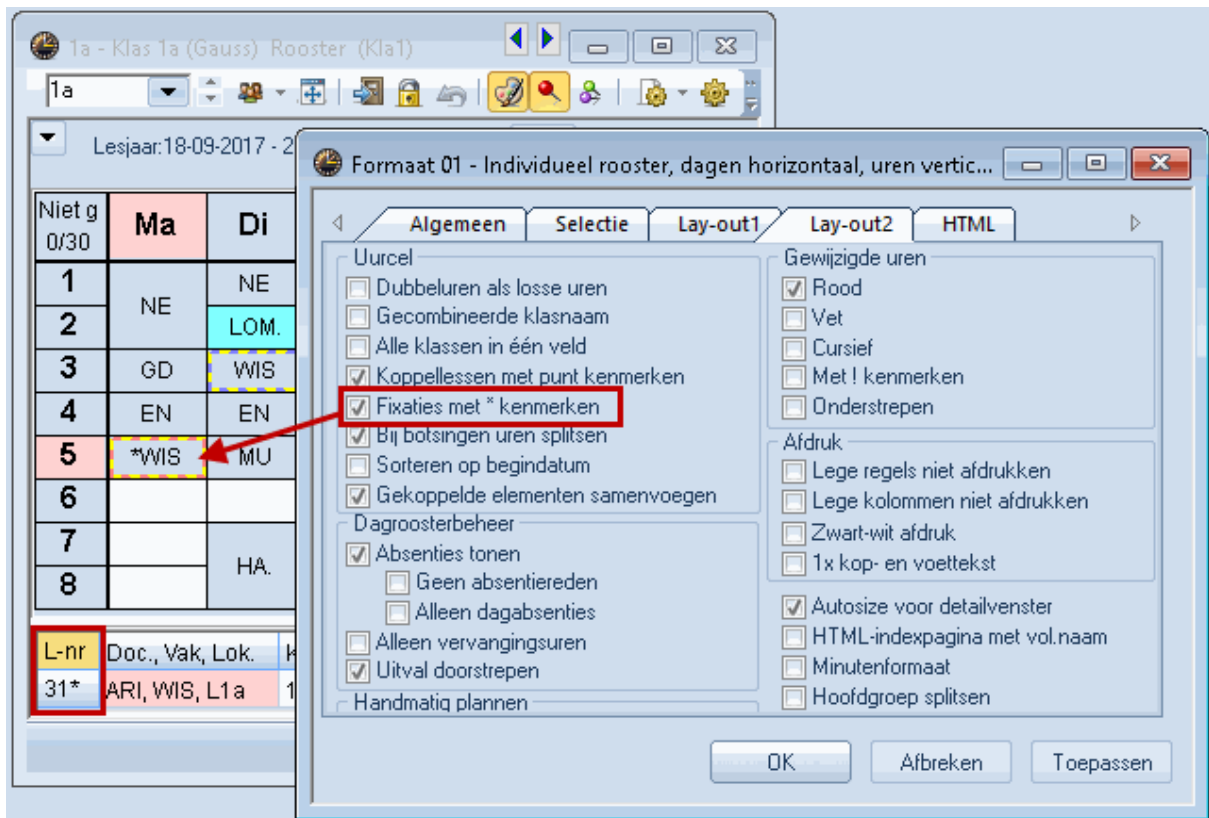 1a - Klas 1a (Gauss) Rooster (Kla1)
1a
Lesjaar:18-09-2017 - 2
Niet g
0/30
Ma
Di
1
NE
NE
2
LOM.
3
GD
WIS
4
EN
EN
5
*WIS
MU
6
7
HA.
8
L-nr
Doc., Vak, Lok.
K
31*
ARI, WIS, L1a
1
Formaat 01 - Individueel rooster, dagen horizontaal, uren vertic...
Algemeen
Selectie
Lay-out1
Lay-out2
HTML
Uurcel
Dubbeluren als losse uren
Gecombineerde klasnaam
Alle klassen in één veld
Koppellessen met punt kenmerken
Fixaties met * kenmerken
Bij botsingen uren splitsen
Sorteren op begindatum
Gekoppelde elementen samenvoegen
Dagroosterbeheer
Absenties tonen
Geen absentiereden
Alleen dagabsenties
Alleen vervangingsuren
Uitval doorstrepen
Handmatig plannen
Gewijzigde uren
Rood
Vet
Cursief
Met ! kenmerken
Onderstrepen
Afdruk
Lege regels niet afdrukken
Lege kolommen niet afdrukken
Zwart-wit afdruk
1x kop- en voettekst
Autosize voor detailvenster
HTML-indexpagina met vol.naam
Minutenformaat
Hoofdgroep splitsen
OK
Afbreken
Toepassen